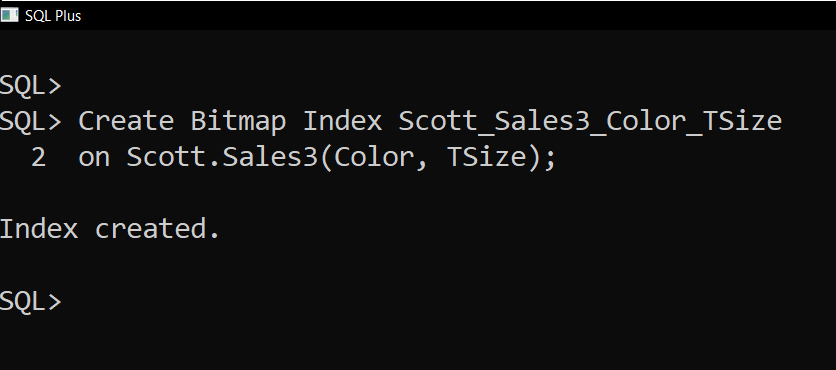 SQL Plus
SQL>
SQL> Create Bitmap Index Scott_Sales3_Color_TSize
2 on Scott.Sales3(Color, TSize);
Index created.
SQL>